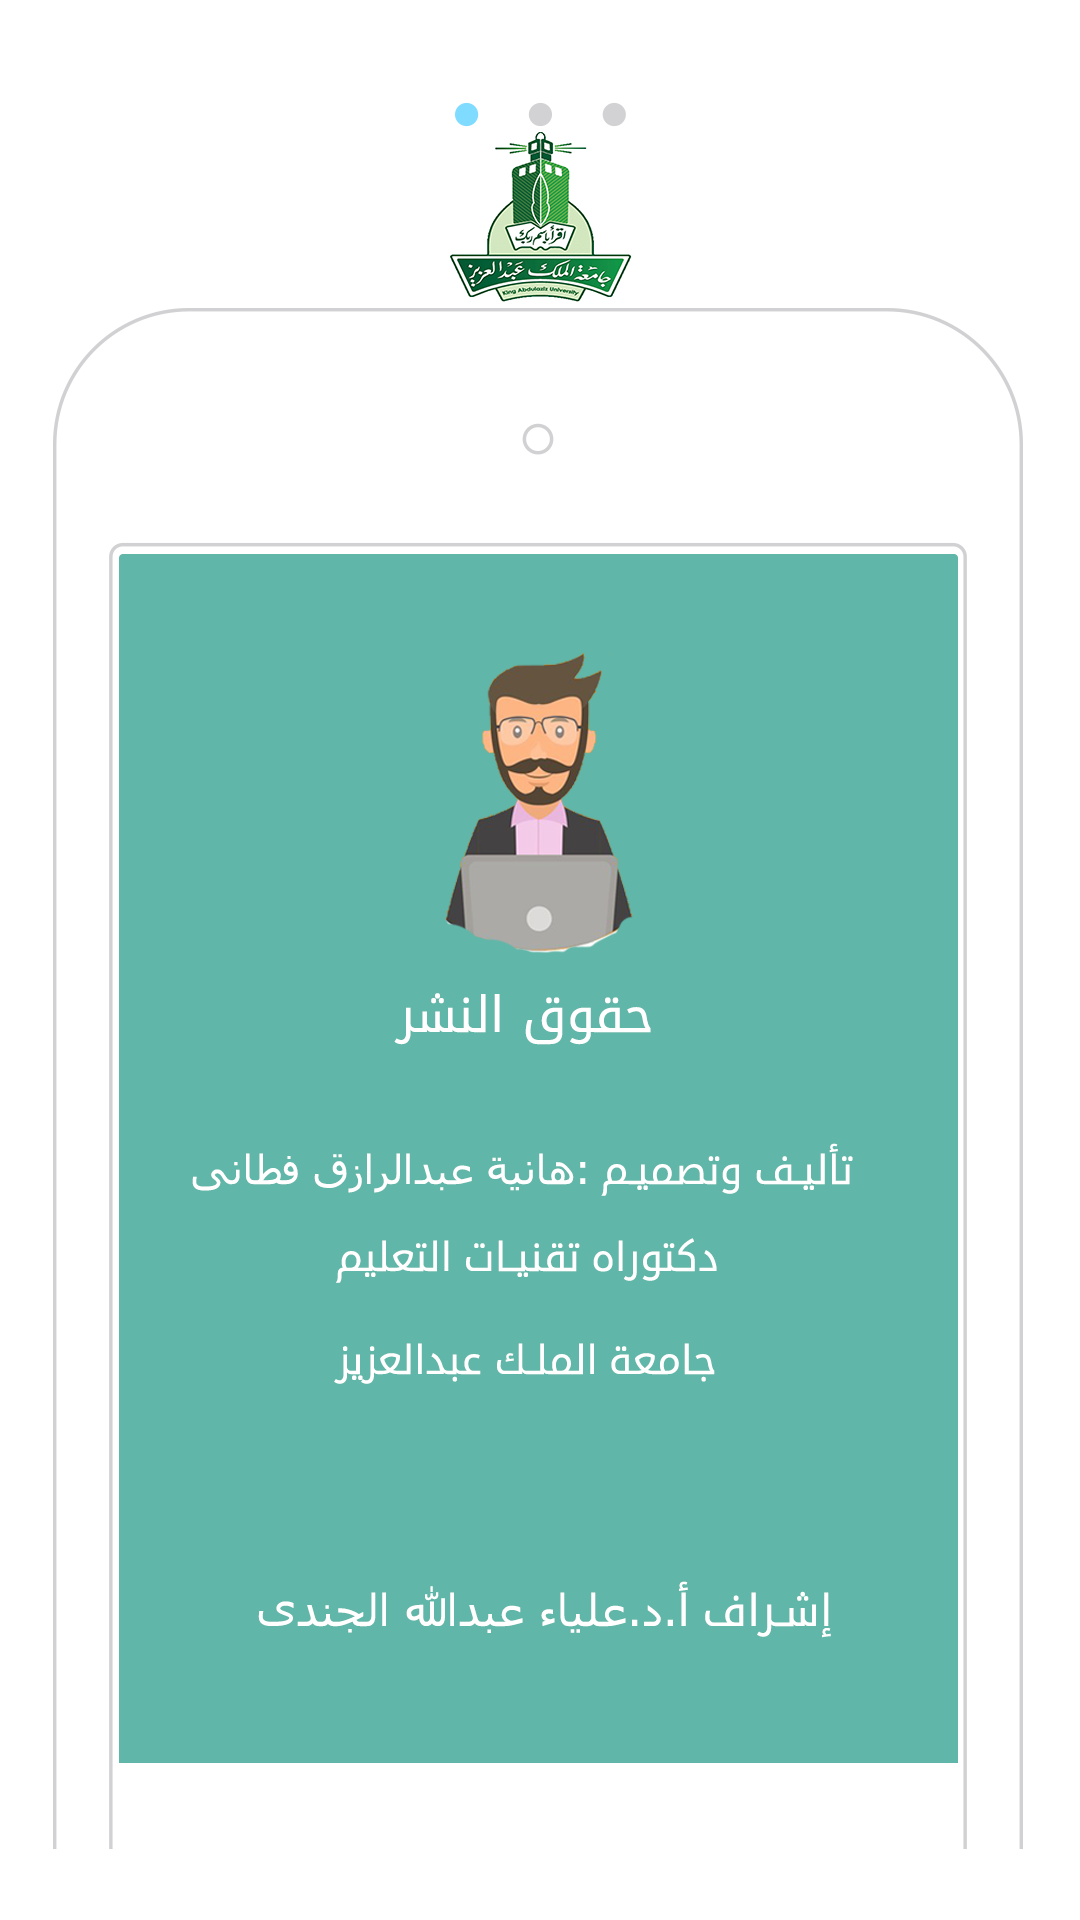 اقرأ باسم ربك
جامعة الملك عبدالعزيز
King Abdulaziz University
حقوق النشر
تأليف وتصميم :هانية عبدالرازق فطانى
دكتوراه تقنيات التعليم
جامعة الملك عبدالعزيز
إشراف أ.د.علياء عبدالله الجندى